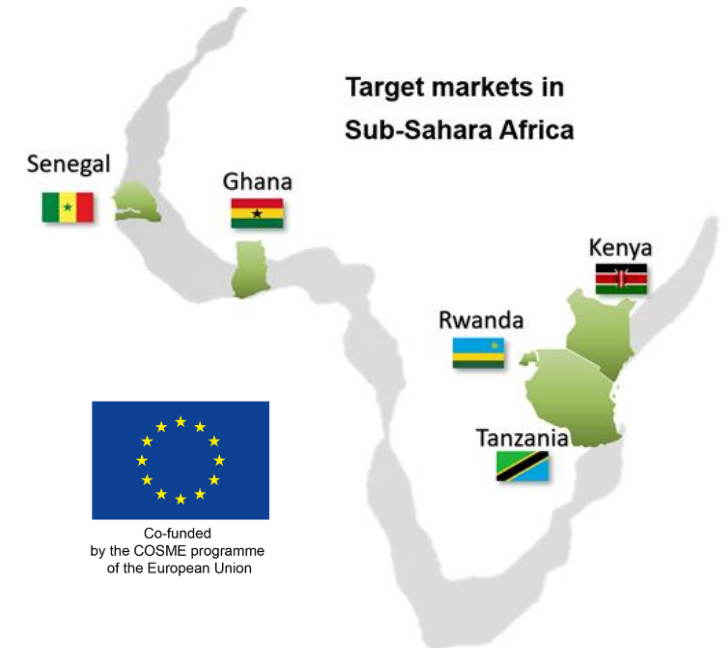 Target markets in
Sub-Sahara Africa
Senegal
Ghana
Kenya
Rwanda
Tanzania
Co-funded
by the COSME programme
of the European Union